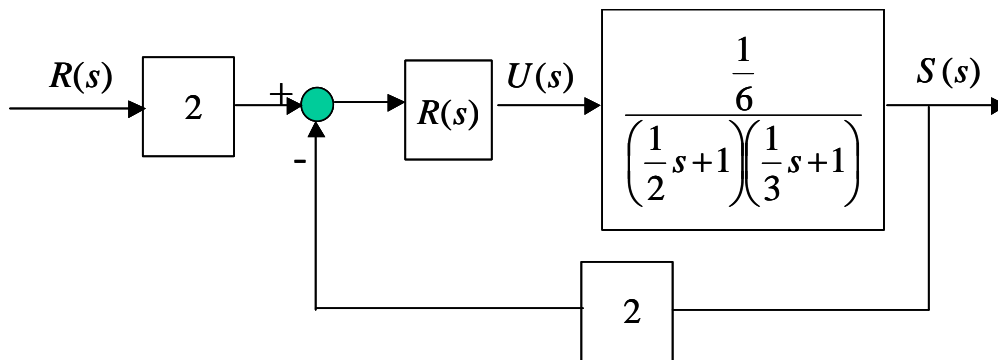 R(s)
2
+
-
R(s)
U(s)
1
6
(1/2 s+1)(1/3 s+1)
S(s)
2